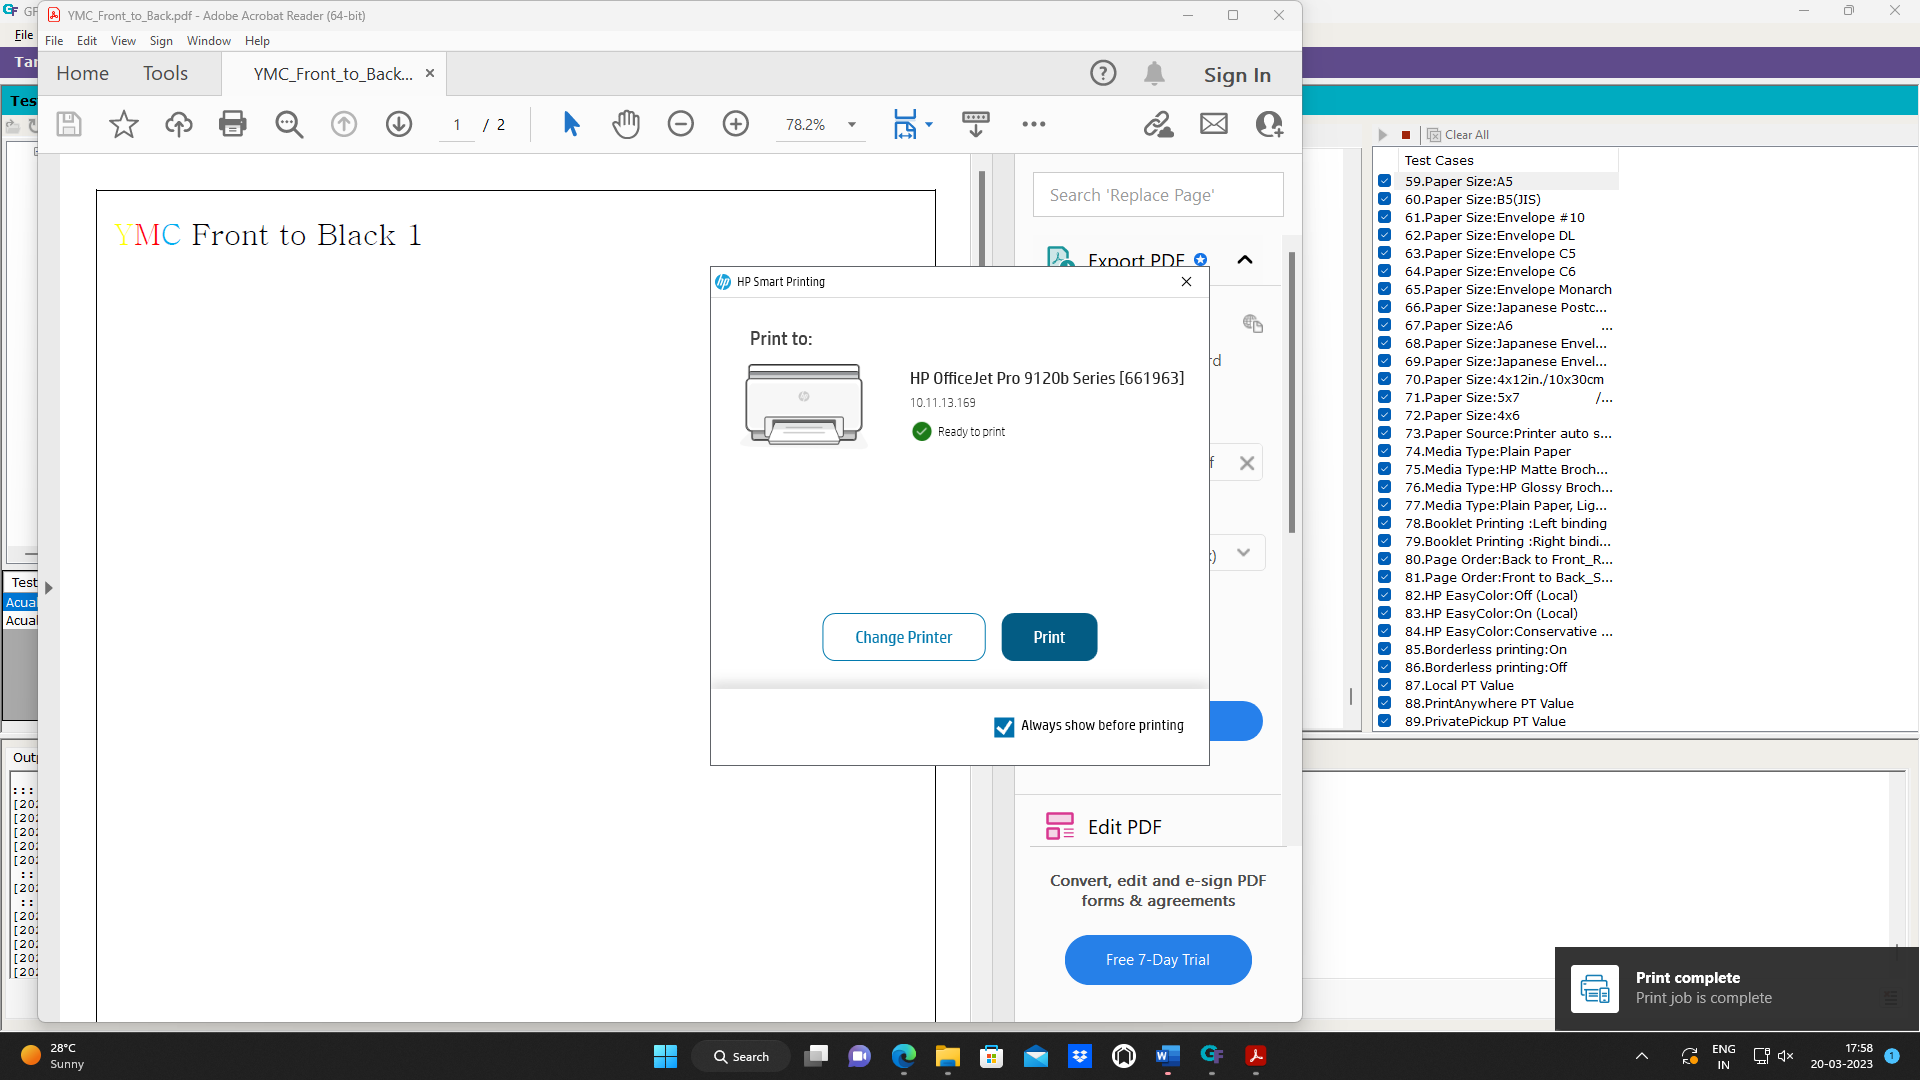 YMC_Front_to_Back.pdf - Adobe Acrobat Reader (64-bit)
File
File Edit View Sign Window Help
Home Tools YMC_Front_to_Back... Sign In
1 / 2 78.2%
Clear All
Test Cases
59.Paper Size:A5
60.Paper Size:B5(JIS)
61.Paper Size:Envelope #10
62.Paper Size:Envelope DL
63.Paper Size:Envelope C5
64.Paper Size:Envelope C6
65.Paper Size:Envelope Monarch
66.Paper Size:Japanese Postc...
67.Paper Size:A6 ...
68.Paper Size:Japanese Envel...
69.Paper Size:Japanese Envel...
70.Paper Size:4x12in./10x30cm
71.Paper Size:5x7 /...
72.Paper Size:4x6
73.Paper Source:Printer auto s...
74.Media Type:Plain Paper
75.Media Type:HP Matte Broch...
76.Media Type:HP Glossy Broch...
77.Media Type:Plain Paper, Lig...
78.Booklet Printing :Left binding
79.Booklet Printing :Right bindi...
80.Page Order:Back to Front_R...
81.Page Order:Front to Back_S...
82.HP EasyColor:Off (Local)
83.HP EasyColor:On (Local)
84.HP EasyColor:Conservative ...
85.Borderless printing:On
86.Borderless printing:Off
87.Local PT Value
88.PrintAnywhere PT Value
89.PrivatePickup PT Value
YMC Front to Black 1
Search 'Replace Page'
Export PDF
HP Smart Printing
Print to:
HP OfficeJet Pro 9120b Series [661963]
10.11.13.169
Ready to print
Change Printer
Print
Always show before printing
Edit PDF
Convert, edit and e-sign PDF
forms & agreements
Free 7-Day Trial
Test
Acual
Acual
Print complete
Print job is complete
28°C
Sunny
Search
ENG
IN
17:58
20-03-2023
1